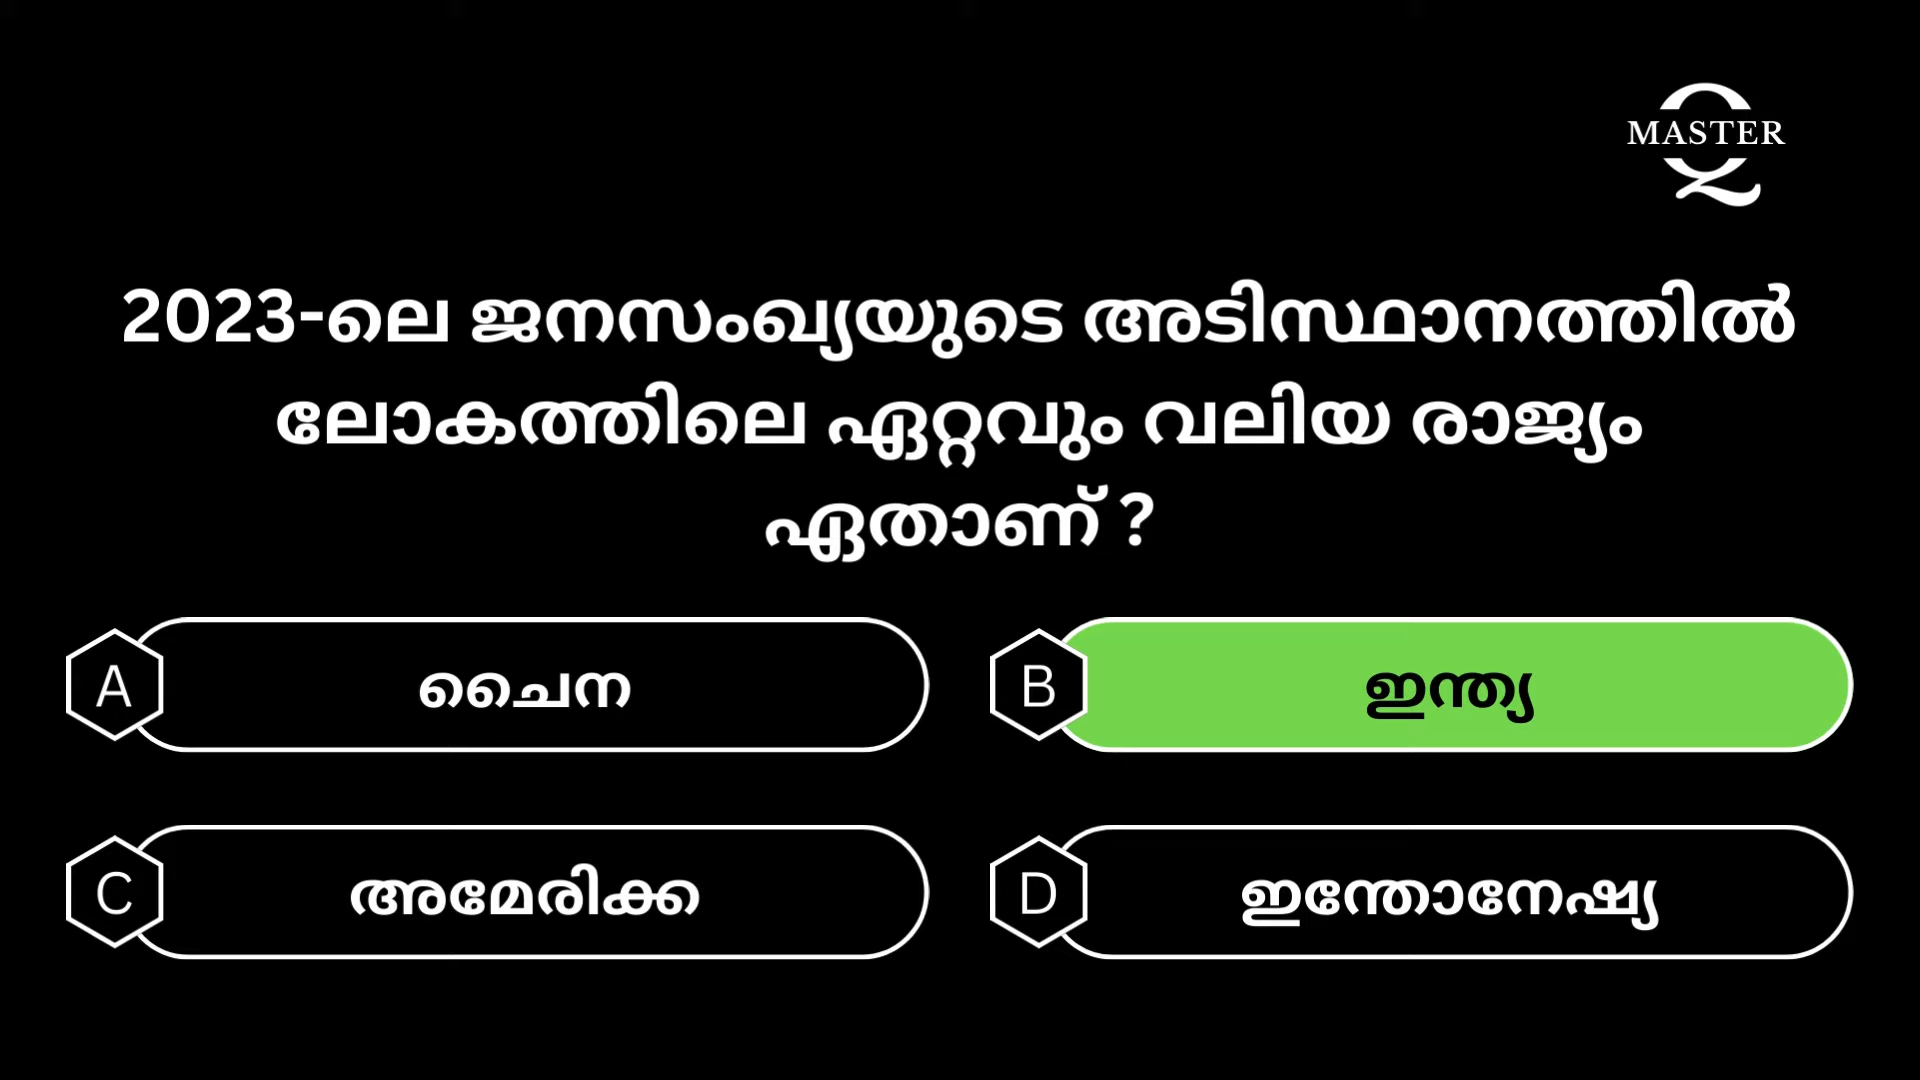 MASTER
Q
2023-ലെ ജനസംഖ്യയുടെ അടിസ്ഥാനത്തിൽ
ലോകത്തിലെ ഏറ്റവും വലിയ രാജ്യം
ഏതാണ് ?
A ചൈന
B ഇന്ത്യ
C അമേരിക്ക
D ഇന്തോനേഷ്യ